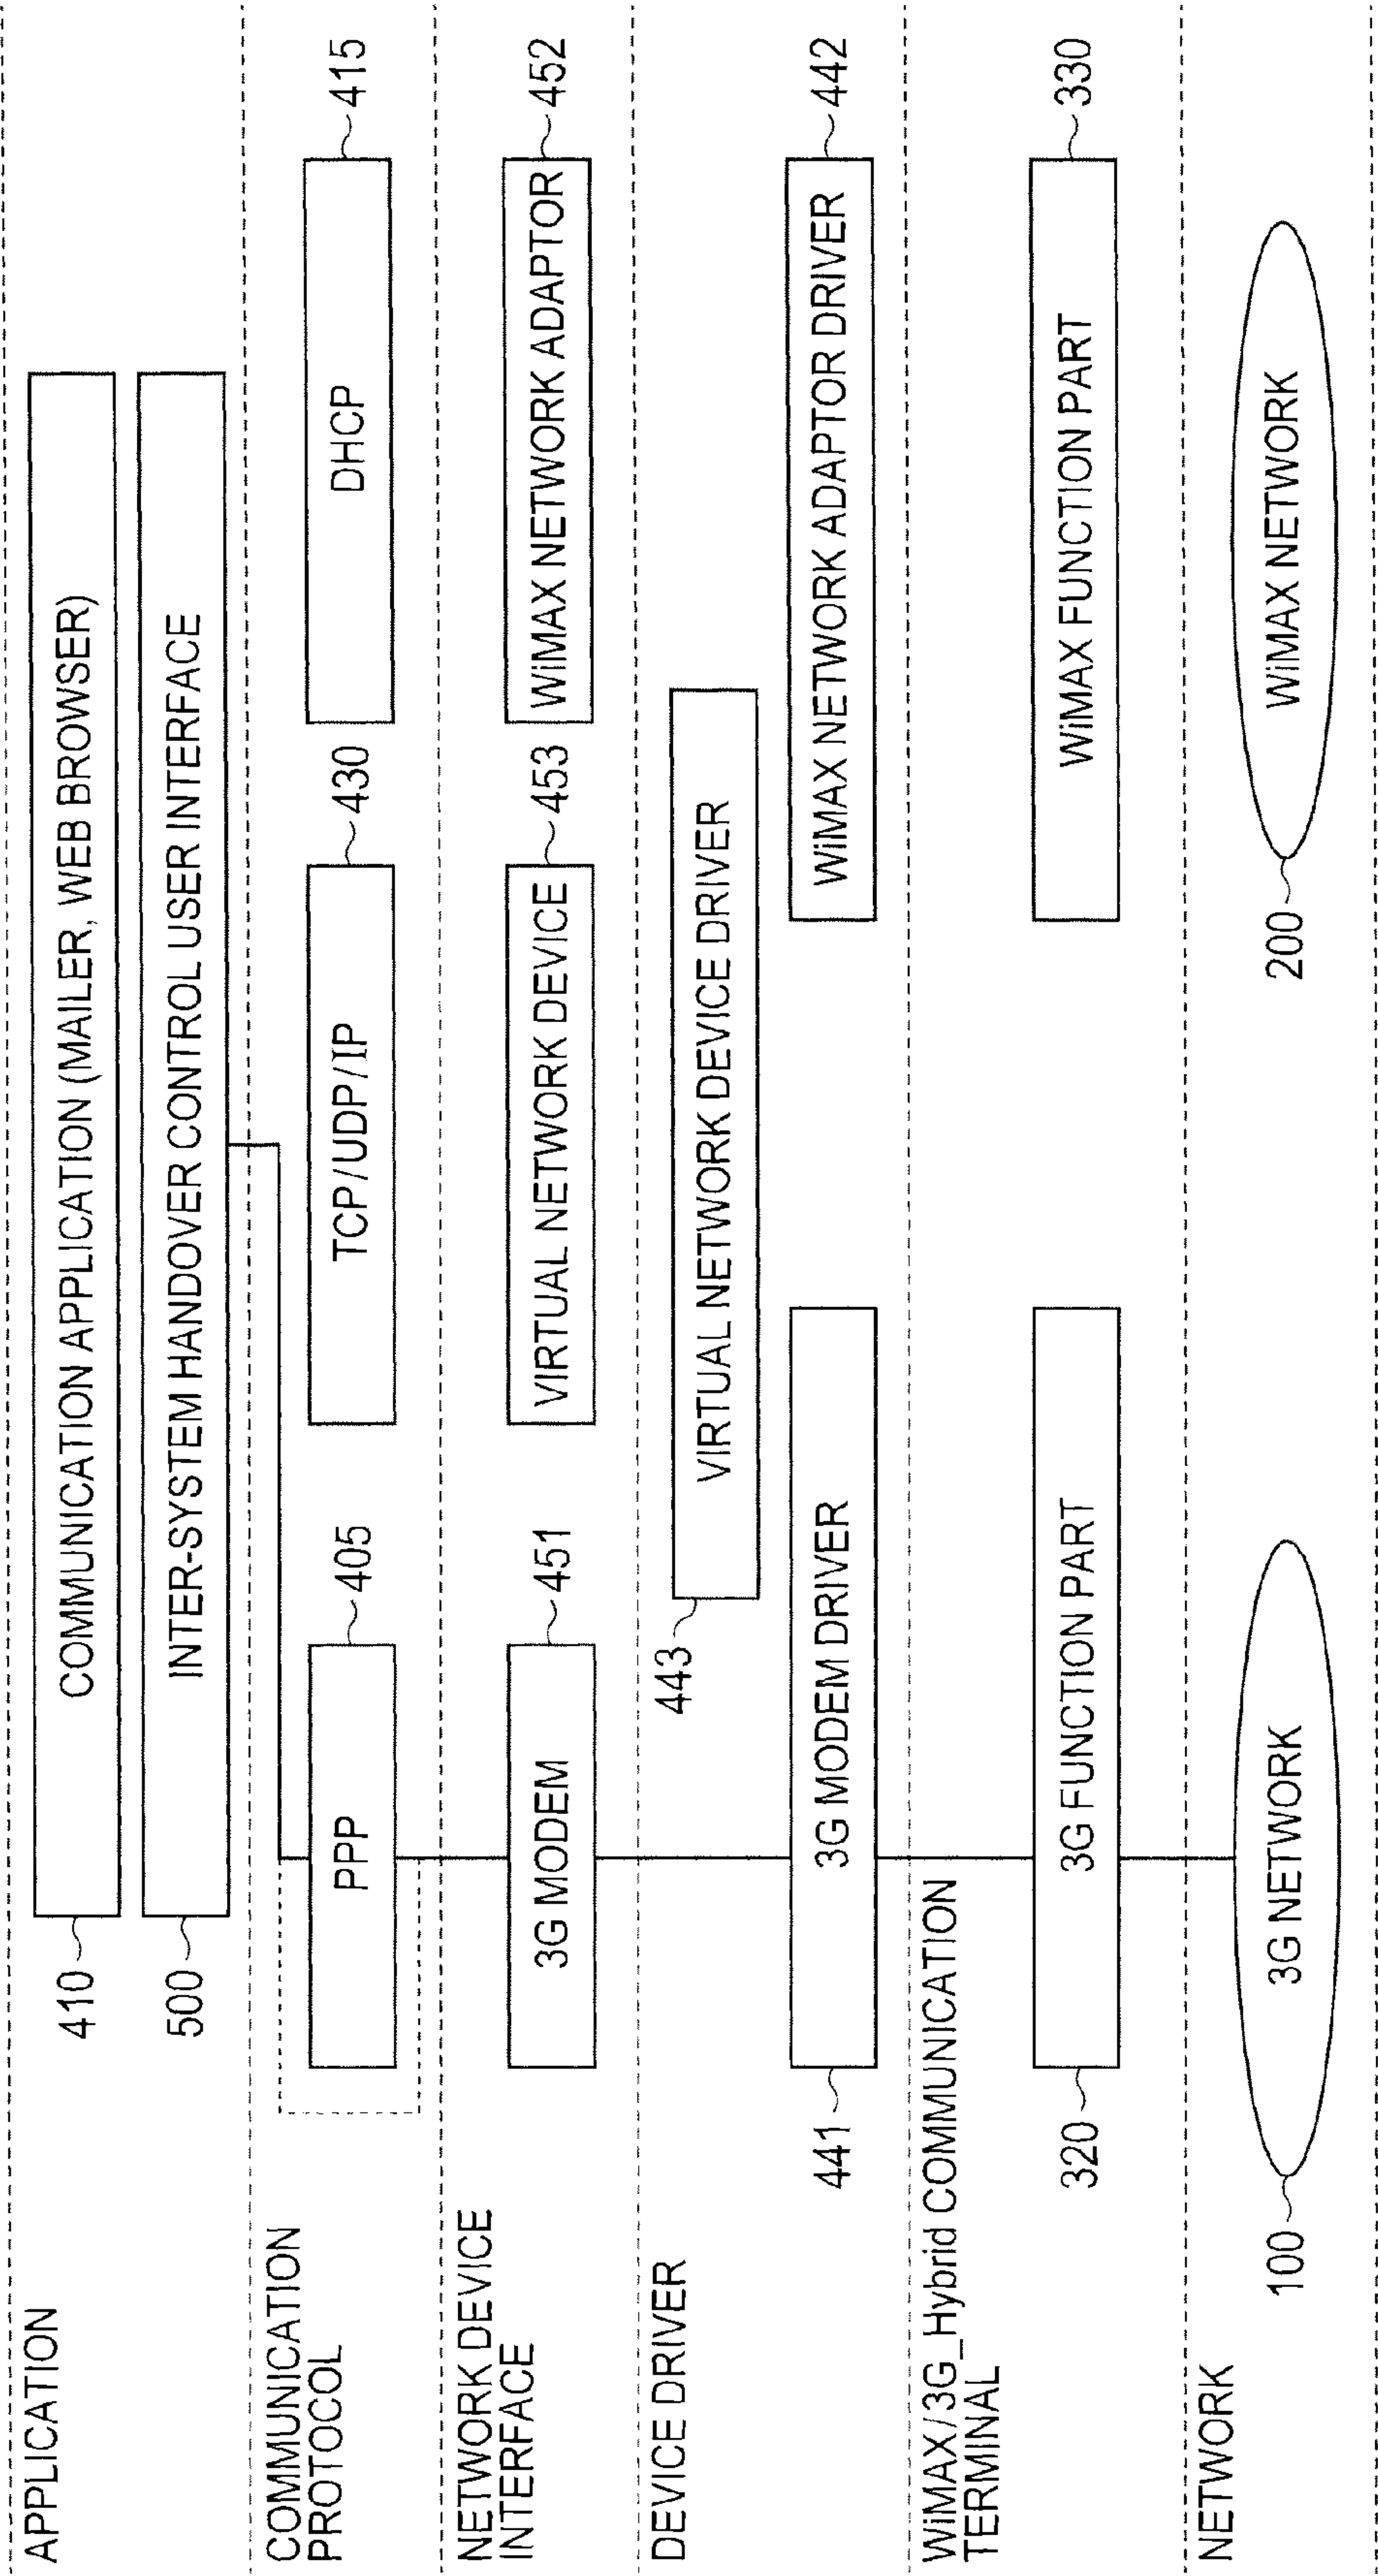 APPLICATION
COMMUNICATION APPLICATION (MAILER, WEB BROWSER)
410
INTER-SYSTEM HANDOVER CONTROL USER INTERFACE
500
COMMUNICATION
PROTOCOL
PPP
405
TCP/UDP/IP
430
DHCP
415
NETWORK DEVICE
INTERFACE
3G MODEM
451
VIRTUAL NETWORK DEVICE
453
WiMAX NETWORK ADAPTOR
452
DEVICE DRIVER
443
VIRTUAL NETWORK DEVICE DRIVER
441
3G MODEM DRIVER
WiMAX NETWORK ADAPTOR DRIVER
442
WiMAX/3G_Hybrid COMMUNICATION
TERMINAL
320
3G FUNCTION PART
WiMAX FUNCTION PART
330
NETWORK
100
3G NETWORK
200
WiMAX NETWORK